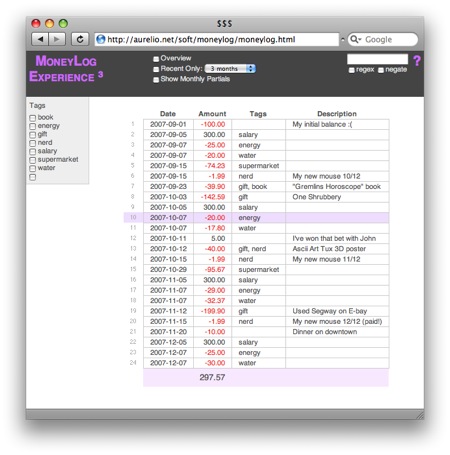 $$$
http://aurelio.net/soft/moneylog/moneylog.html
Google
MoneyLog
Experience ³
Overview
Recent Only: 3 months
Show Monthly Partials
?
regex negate
Tags
book
energy
gift
nerd
salary
supermarket
water
Date Amount Tags Description
1 2007-09-01 -100.00 My initial balance :(
2 2007-09-05 300.00 salary
3 2007-09-07 -25.00 energy
4 2007-09-07 -20.00 water
5 2007-09-15 -74.23 supermarket
6 2007-09-15 -1.99 nerd My new mouse 10/12
7 2007-09-23 -39.90 gift, book "Gremlins Horoscope" book
8 2007-10-03 -142.59 gift One Shrubbery
9 2007-10-05 300.00 salary
10 2007-10-07 -20.00 energy
11 2007-10-07 -17.80 water
12 2007-10-11 5.00 I've won that bet with John
13 2007-10-12 -40.00 gift, nerd Ascii Art Tux 3D poster
14 2007-10-15 -1.99 nerd My new mouse 11/12
15 2007-10-29 -95.67 supermarket
16 2007-11-05 300.00 salary
17 2007-11-07 -29.00 energy
18 2007-11-07 -32.37 water
19 2007-11-12 -199.90 gift Used Segway on E-bay
20 2007-11-15 -1.99 nerd My new mouse 12/12 (paid!)
21 2007-11-20 -10.00 Dinner on downtown
22 2007-12-05 300.00 salary
23 2007-12-07 -25.00 energy
24 2007-12-07 -30.00 water
297.57